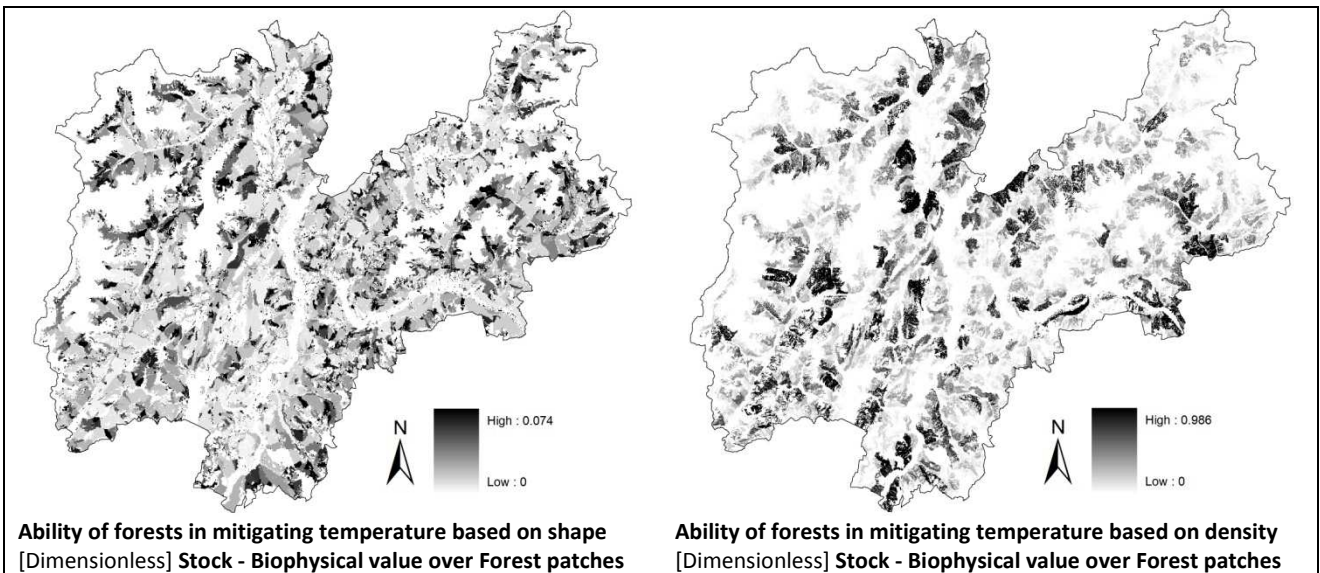 N
High : 0.074
Low : 0
Ability of forests in mitigating temperature based on shape
[Dimensionless] Stock - Biophysical value over Forest patches
N
High : 0.986
Low : 0
Ability of forests in mitigating temperature based on density
[Dimensionless] Stock - Biophysical value over Forest patches